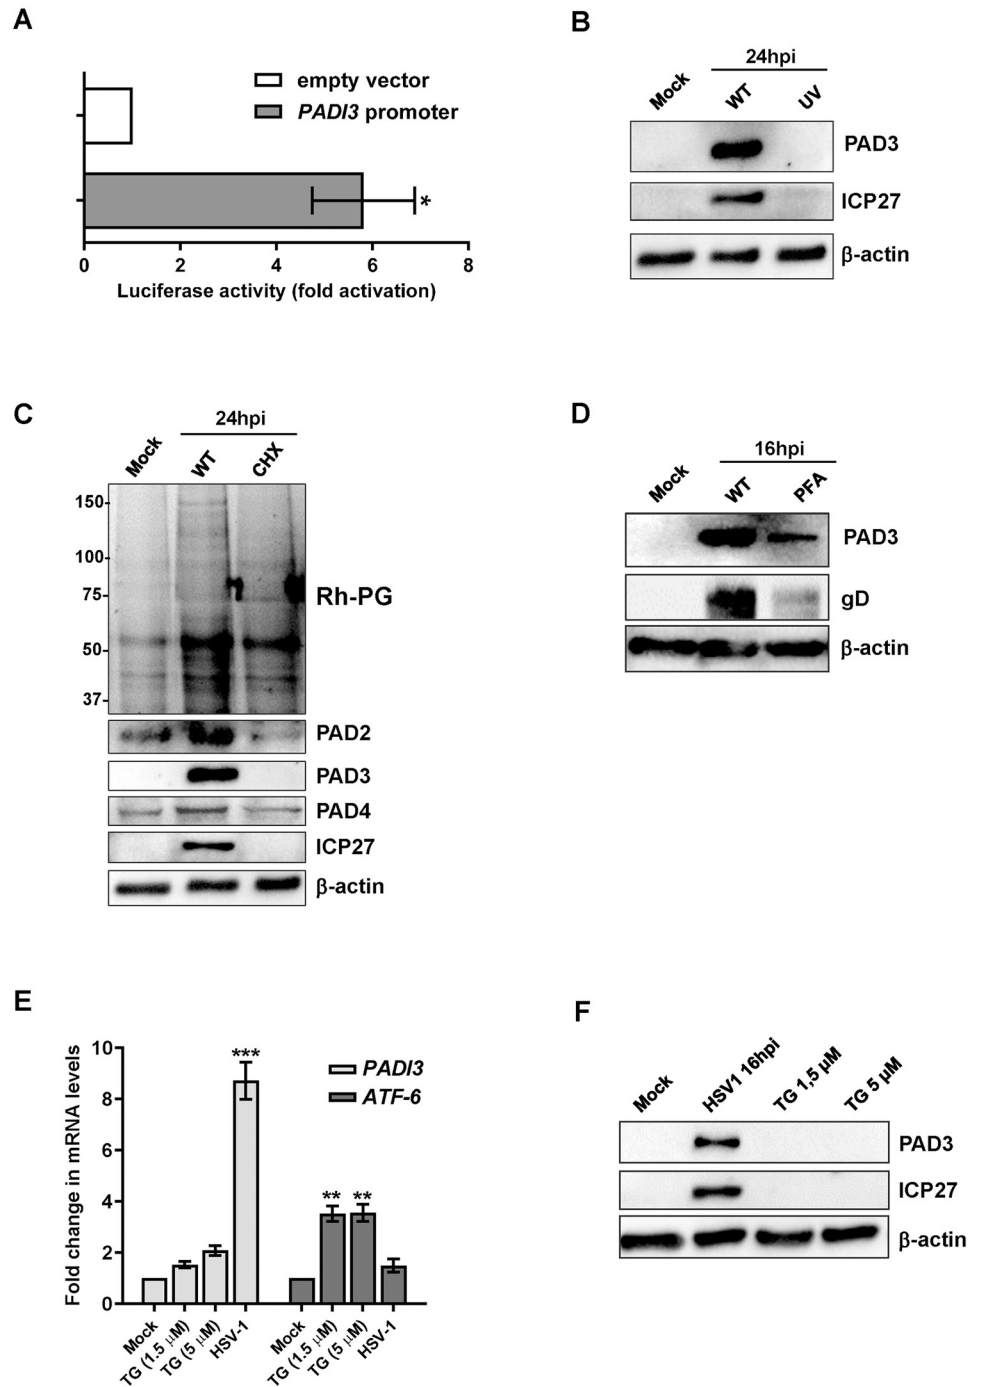 A
empty vector
PADI3 promoter
*
0 2 4 6 8
Luciferase activity (fold activation)
B
24hpi
Mock WT UV
PAD3
ICP27
β-actin
C
24hpi
Mock WT CHX
150
100
75
50
37
Rh-PG
PAD2
PAD3
PAD4
ICP27
β-actin
D
16hpi
Mock WT PFA
PAD3
gD
β-actin
E
Fold change in mRNA levels
10
8
6
4
2
0
***
** **
PADI3
ATF-6
Mock TG (1.5 µM) TG (5 µM) HSV-1 Mock TG (1.5 µM) TG (5 µM) HSV-1
F
Mock HSV1 16hpi TG 1,5 µM TG 5 µM
PAD3
ICP27
β-actin